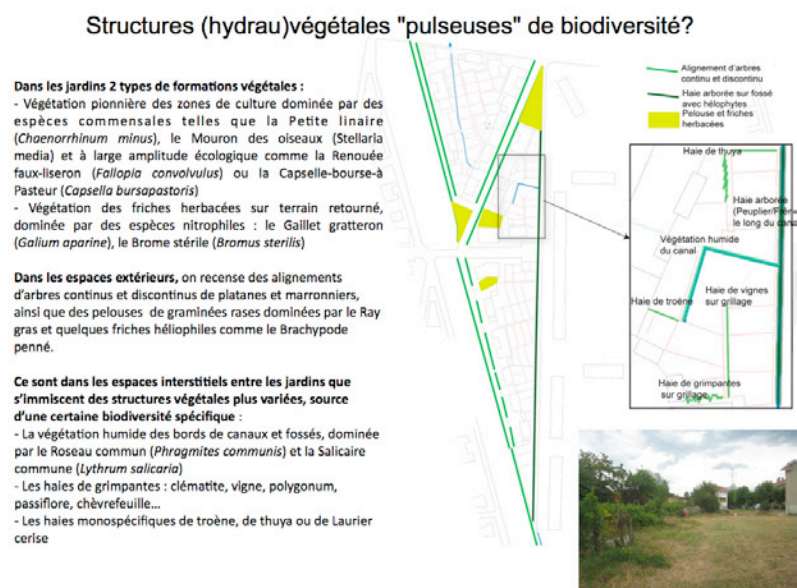 Structures (hydrau)végétales "pulseuses" de biodiversité?
Dans les jardins 2 types de formations végétales :
- Végétation pionnière des zones de culture dominée par des
espèces commensales telles que la Petite linaire
(Chaenorrhinum minus), le Mouron des oiseaux (Stellaria
media) et à large amplitude écologique comme la Renouée
faux-liseron (Fallopia convolvulus) ou la Capselle-bourse-à
Pasteur (Capsella bursapastoris)
- Végétation des friches herbacées sur terrain retourné,
dominée par des espèces nitrophiles : le Gaillet gratteron
(Galium aparine), le Brome stérile (Bromus sterilis)
Dans les espaces extérieurs, on recense des alignements
d'arbres continus et discontinus de platanes et marronniers,
ainsi que des pelouses de graminées rases dominées par le Ray
gras et quelques friches héliophiles comme le Brachypode
penné.
Ce sont dans les espaces interstitiels entre les jardins que
s'immiscent des structures végétales plus variées, source
d'une certaine biodiversité spécifique :
- La végétation humide des bords de canaux et fossés, dominée
par le Roseau commun (Phragmites communis) et la Salicaire
commune (Lythrum salicaria)
- Les haies de grimpantes : clématite, vigne, polygonum,
passiflore, chèvrefeuille...
- Les haies monospécifiques de troène, de thuya ou de Laurier
cerise
Alignement d'arbres
continu et discontinu
Haie arborée sur fossé
avec hélophytes
Pelouse et friches
herbacées
Haie de thuya
Haie arborée
(Peuplier/Frêne
le long du canal
Végétation humide
du canal
Haie de troène
Haie de vignes
sur grillage
Haie de grimpantes
sur grillage